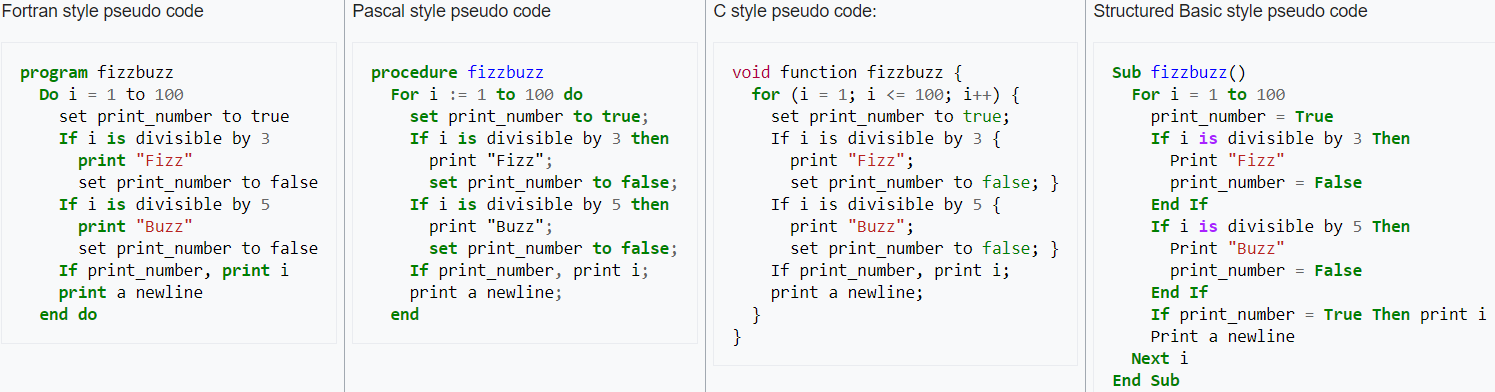 Fortran style pseudo code
program fizzbuzz
Do i = 1 to 100
set print_number to true
If i is divisible by 3
print "Fizz"
set print_number to false
If i is divisible by 5
print "Buzz"
set print_number to false
If print_number, print i
print a newline
end do
Pascal style pseudo code
procedure fizzbuzz
For i := 1 to 100 do
set print_number to true;
If i is divisible by 3 then
print "Fizz";
set print_number to false;
If i is divisible by 5 then
print "Buzz";
set print_number to false;
If print_number, print i;
print a newline;
end
C style pseudo code:
void function fizzbuzz {
for (i = 1; i <= 100; i++) {
set print_number to true;
If i is divisible by 3 {
print "Fizz";
set print_number to false; }
If i is divisible by 5 {
print "Buzz";
set print_number to false; }
If print_number, print i;
print a newline;
}
}
Structured Basic style pseudo code
Sub fizzbuzz()
For i = 1 to 100
print_number = True
If i is divisible by 3 Then
Print "Fizz"
print_number = False
End If
If i is divisible by 5 Then
Print "Buzz"
print_number = False
End If
If print_number = True Then print i
Print a newline
Next i
End Sub